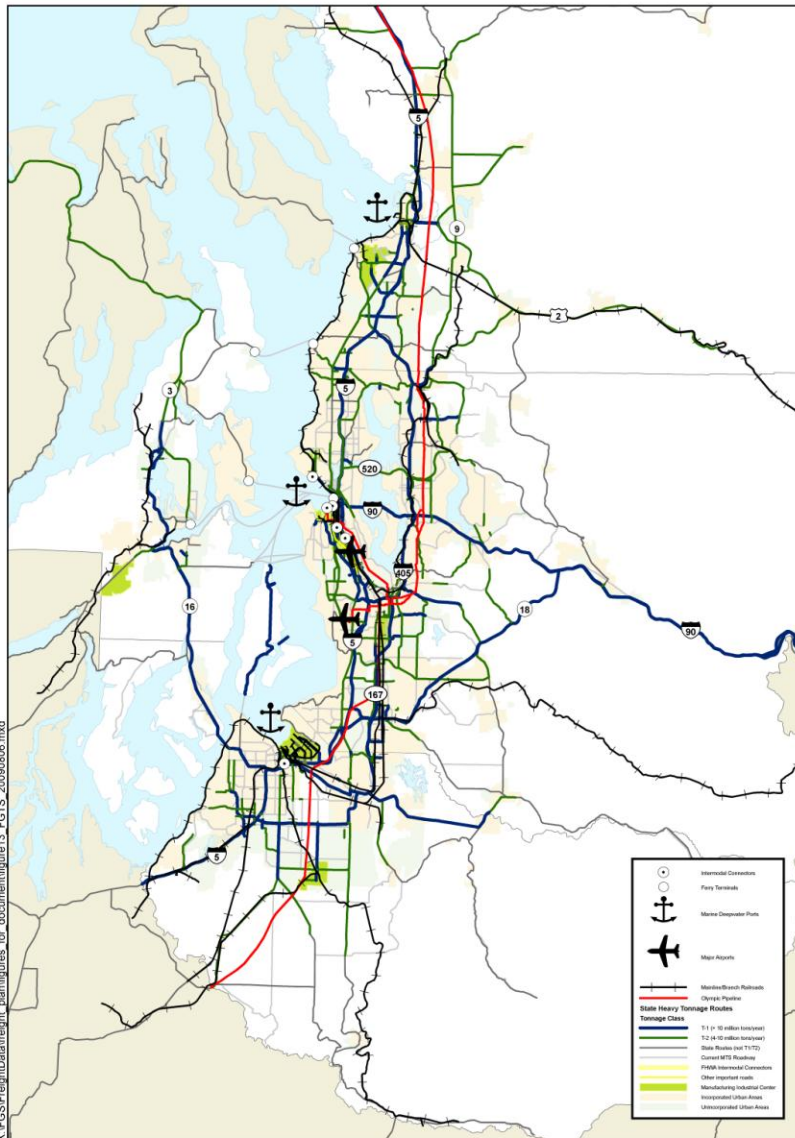 5
9
2
3
5
520
90
405
16
18
5
90
167
5
Intermodal Connectors
Ferry Terminals
Marine Deepwater Ports
Major Airports
Mainline/Branch Railroads
Olympic Pipeline
State Heavy Tonnage Routes
Tonnage Class
T-1 (> 10 million tons/year)
T-2 (4-10 million tons/year)
State Routes (not T1/T2)
Current MTS Roadway
FHWA Intermodal Connectors
Other important roads
Manufacturing Industrial Center
Incorporated Urban Areas
Unincorporated Urban Areas